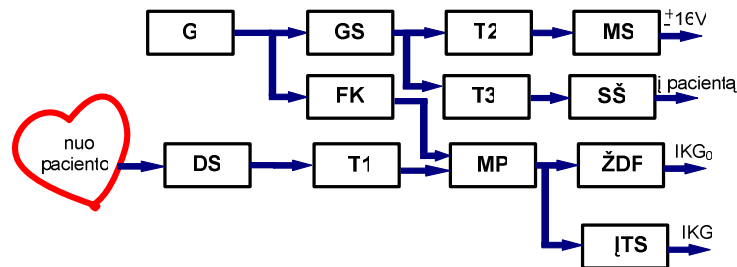 G
GS
T2
MS
±16V
FK
T3
SŠ
į pacientą
nuo
paciento
DS
T1
MP
ŽDF
IKG₀
ĮTS
IKG